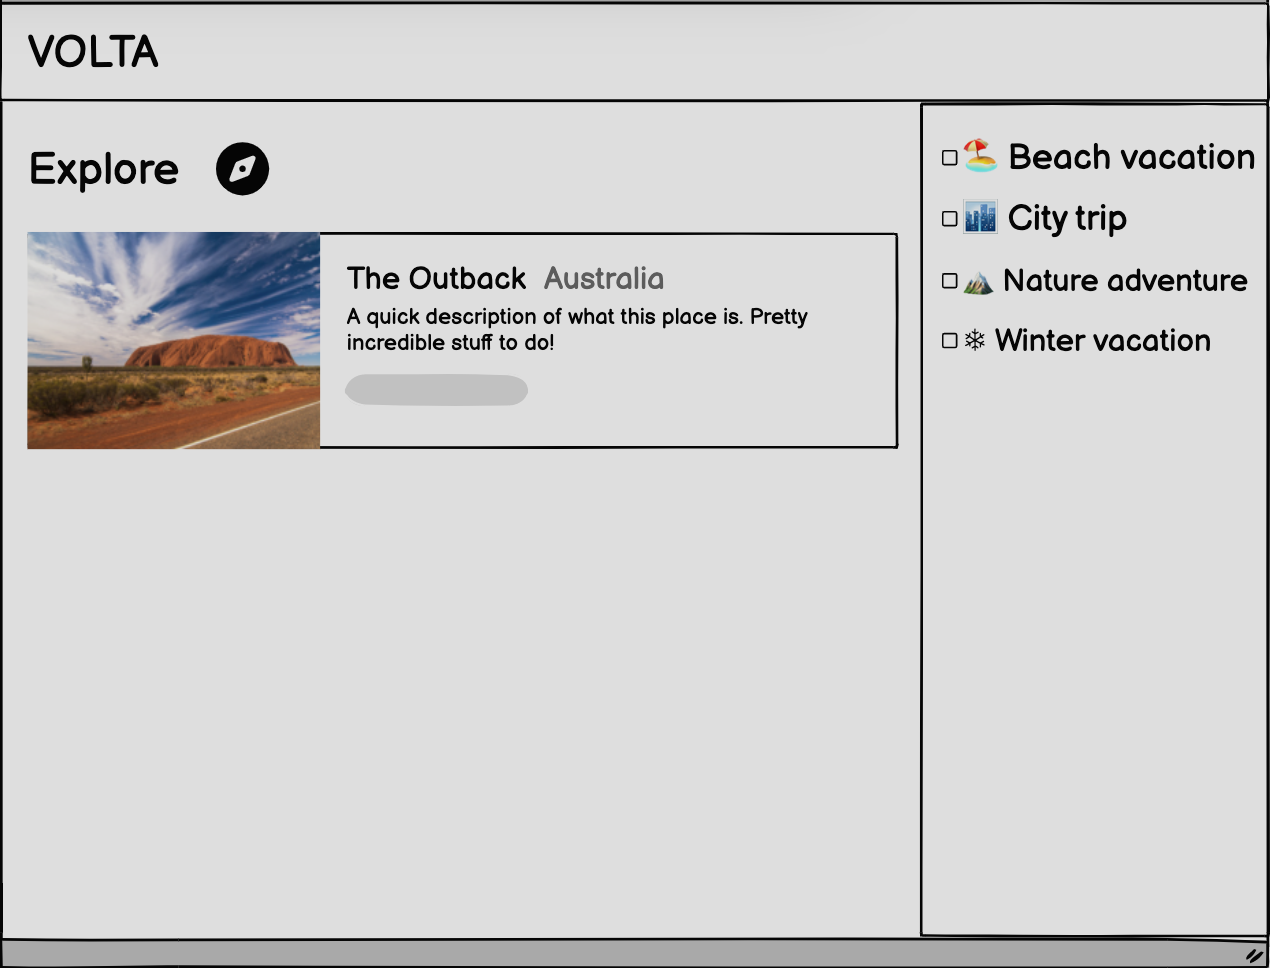 VOLTA
Explore
The Outback Australia
A quick description of what this place is. Pretty
incredible stuff to do!
Beach vacation
City trip
Nature adventure
Winter vacation